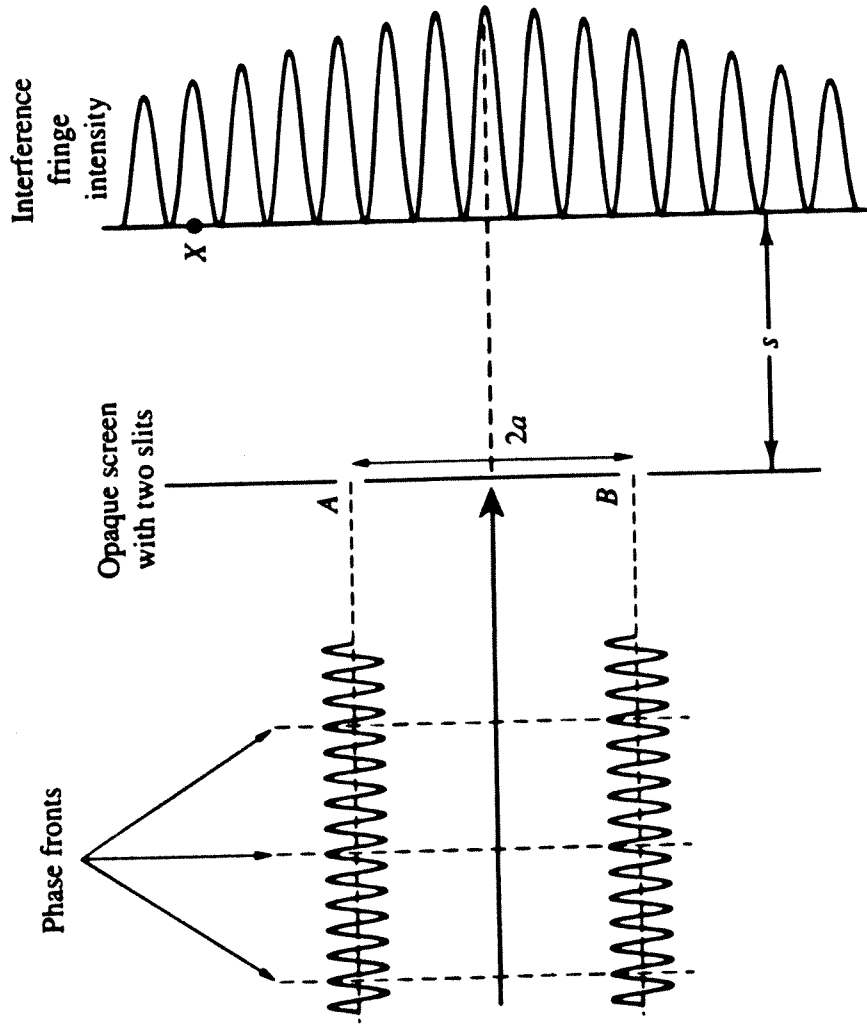 Interference
fringe
intensity
X
Opaque screen
with two slits
A
2a
B
s
Phase fronts